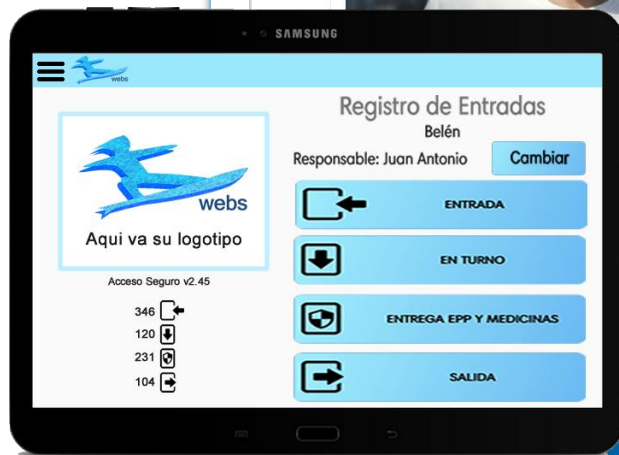 SAMSUNG
webs
webs
Aqui va su logotipo
Acceso Seguro v2.45
346
120
231
104
Registro de Entradas
Belén
Responsable: Juan Antonio
Cambiar
ENTRADA
EN TURNO
ENTREGA EPP Y MEDICINAS
SALIDA